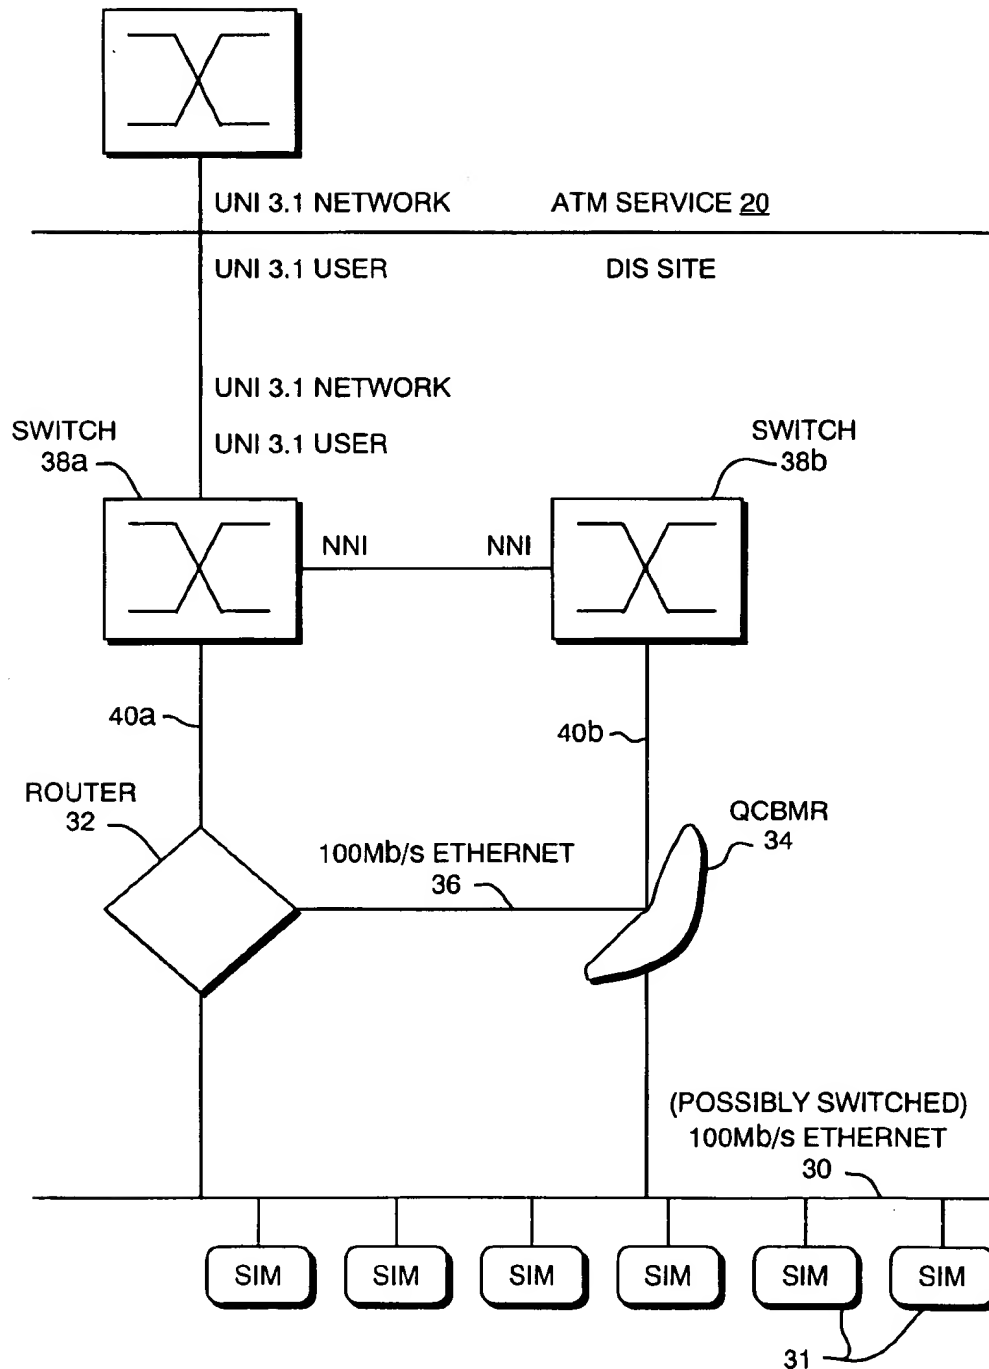 UNI 3.1 NETWORK
ATM SERVICE 20
UNI 3.1 USER
DIS SITE
UNI 3.1 NETWORK
UNI 3.1 USER
SWITCH
38a
SWITCH
38b
NNI
NNI
40a
40b
ROUTER
32
100Mb/s ETHERNET
36
QCBMR
34
(POSSIBLY SWITCHED)
100Mb/s ETHERNET
30
SIM
SIM
SIM
SIM
SIM
SIM
31